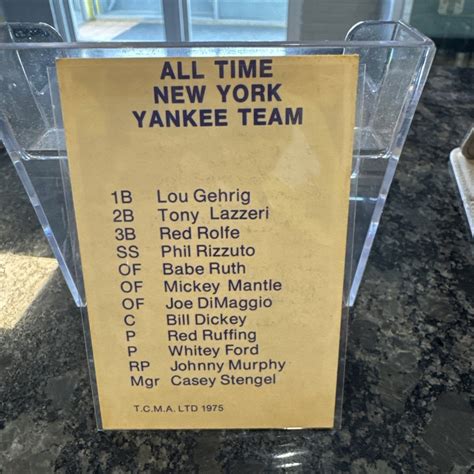 ALL TIME
NEW YORK
YANKEE TEAM
1B Lou Gehrig
2B Tony Lazzeri
3B Red Rolfe
SS Phil Rizzuto
OF Babe Ruth
OF Mickey Mantle
OF Joe DiMaggio
C Bill Dickey
P Red Ruffing
P Whitey Ford
RP Johnny Murphy
Mgr Casey Stengel
T.C.M.A. LTD 1975